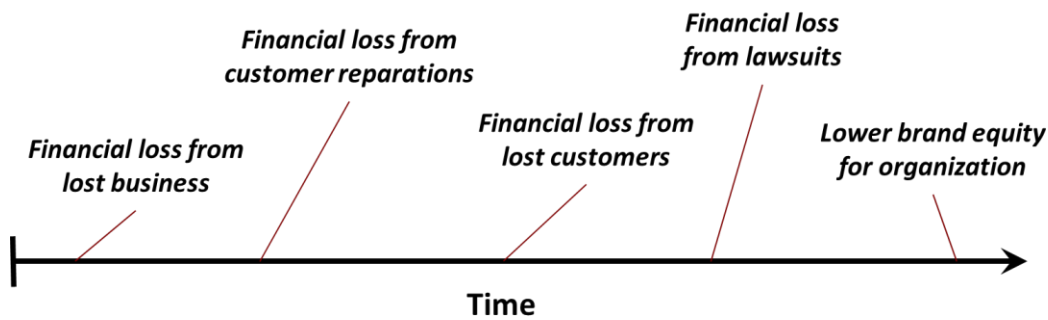 Financial loss from
lost business
Financial loss from
customer reparations
Financial loss from
lost customers
Financial loss
from lawsuits
Lower brand equity
for organization
Time